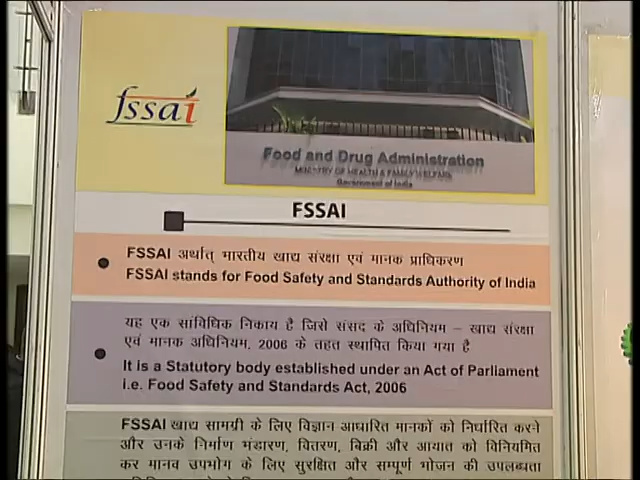 fssai
Food and Drug Administration
MINISTRY OF HEALTH & FAMILY WELFARE
Government of India
FSSAI
FSSAI अर्थात् भारतीय खाद्य संरक्षा एवं मानक प्राधिकरण
FSSAI stands for Food Safety and Standards Authority of India
यह एक सांविधिक निकाय है जिसे संसद के अधिनियम – खाद्य संरक्षा
एवं मानक अधिनियम, 2006 के तहत स्थापित किया गया है
It is a Statutory body established under an Act of Parliament
i.e. Food Safety and Standards Act, 2006
FSSAI खाद्य सामग्री के लिए विज्ञान आधारित मानकों को निर्धारित करने
और उनके निर्माण भंडारण, वितरण, बिक्री और आयात को विनियमित
कर मानव उपभोग के लिए सुरक्षित और सम्पूर्ण भोजन की उपलब्धता